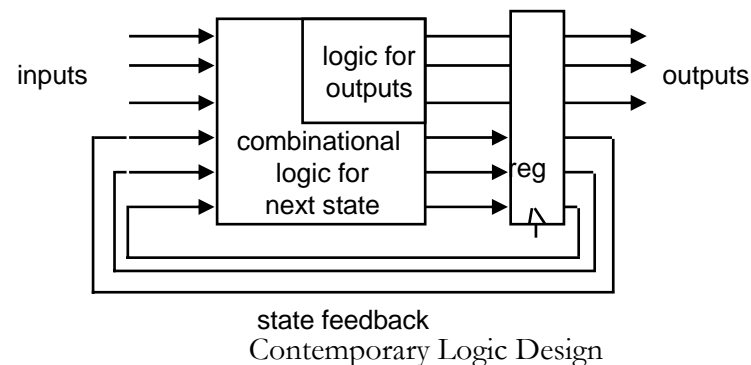 inputs
logic for
outputs
outputs
combinational
logic for
next state
reg
state feedback
Contemporary Logic Design